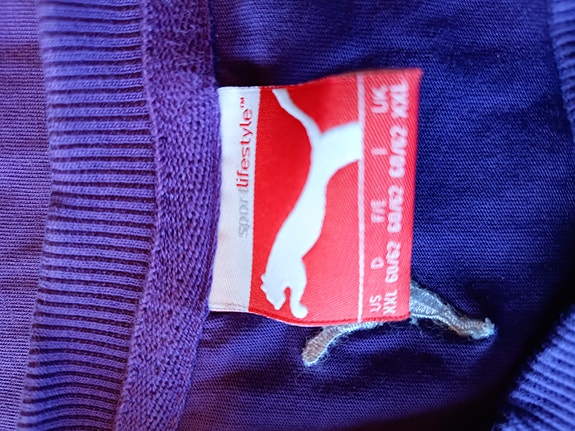 sportlifestyle™
US D F/E I UK
XXL 60/62 60/62 60/62 XXL